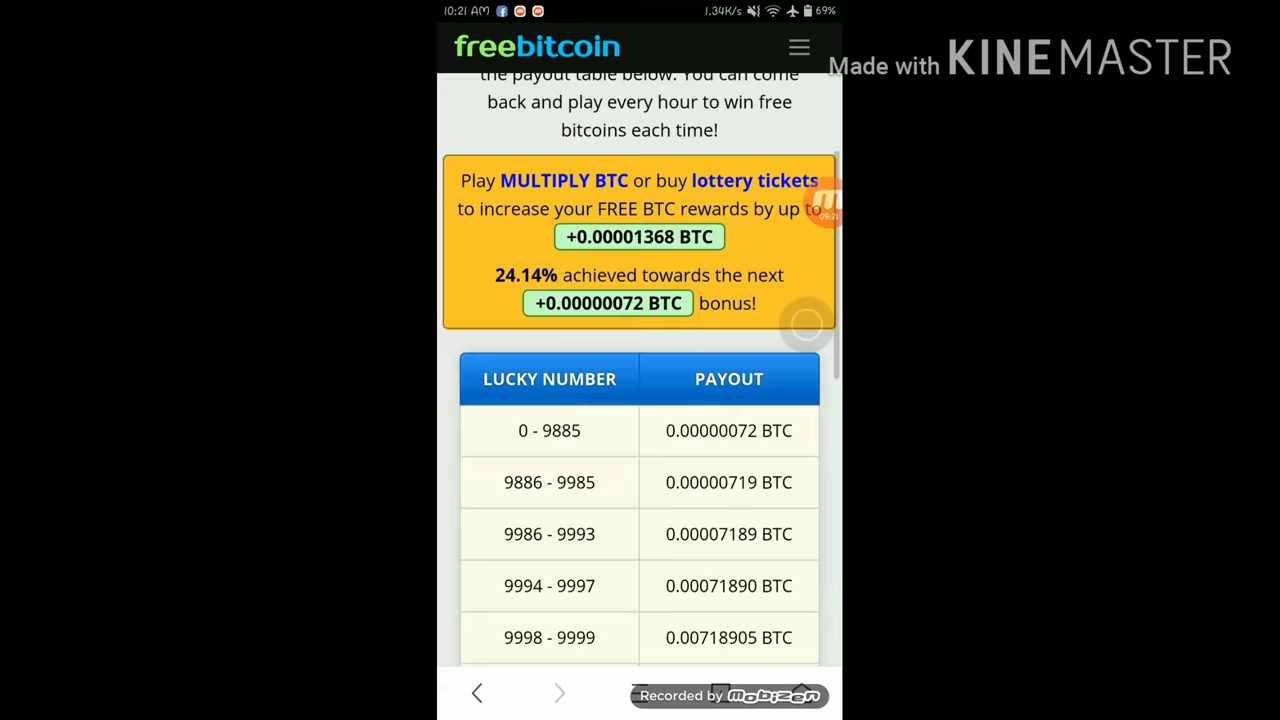 10:21 AM
1.34K/s
69%
freebitcoin
Made with KINEMASTER
the payout table below. You can come
back and play every hour to win free
bitcoins each time!
Play MULTIPLY BTC or buy lottery tickets
to increase your FREE BTC rewards by up to
+0.00001368 BTC
09:21
24.14% achieved towards the next
+0.00000072 BTC bonus!
LUCKY NUMBER PAYOUT
0 - 9885 0.00000072 BTC
9886 - 9985 0.00000719 BTC
9986 - 9993 0.00007189 BTC
9994 - 9997 0.00071890 BTC
9998 - 9999 0.00718905 BTC
Recorded by mobizen